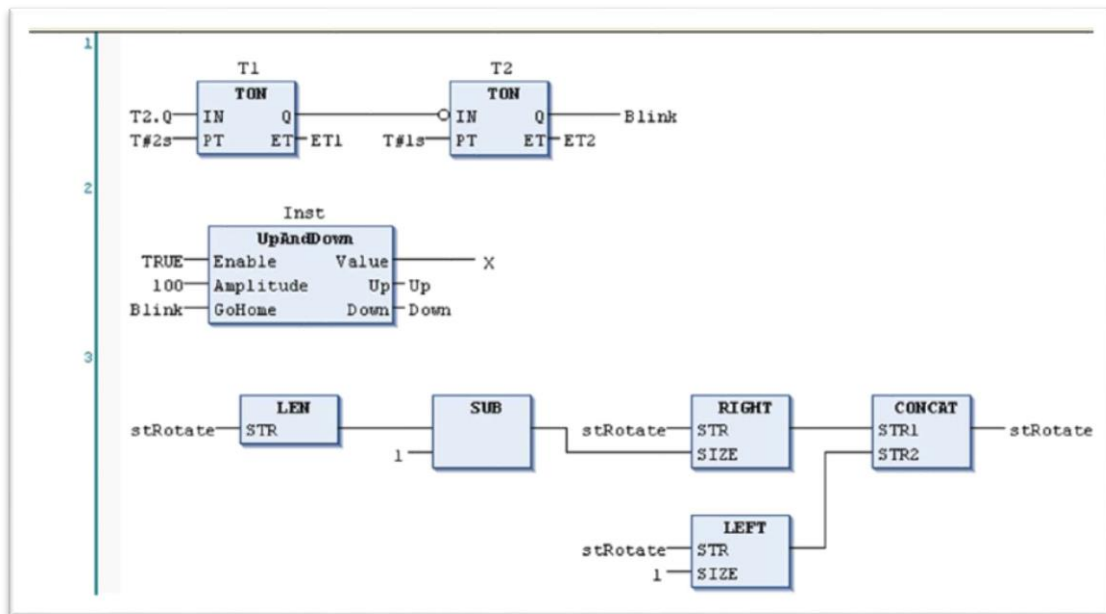 1
T1 T2
TON TON
T2.Q IN Q IN Q Blink
T#2s PT ET ET1 T#1s PT ET ET2
2
Inst
UpAndDown
TRUE Enable Value X
100 Amplitude Up Up
Blink GoHome Down Down
3
LEN SUB RIGHT CONCAT
stRotate STR stRotate STR STR1 stRotate
1 SIZE STR2
LEFT
stRotate STR
1 SIZE